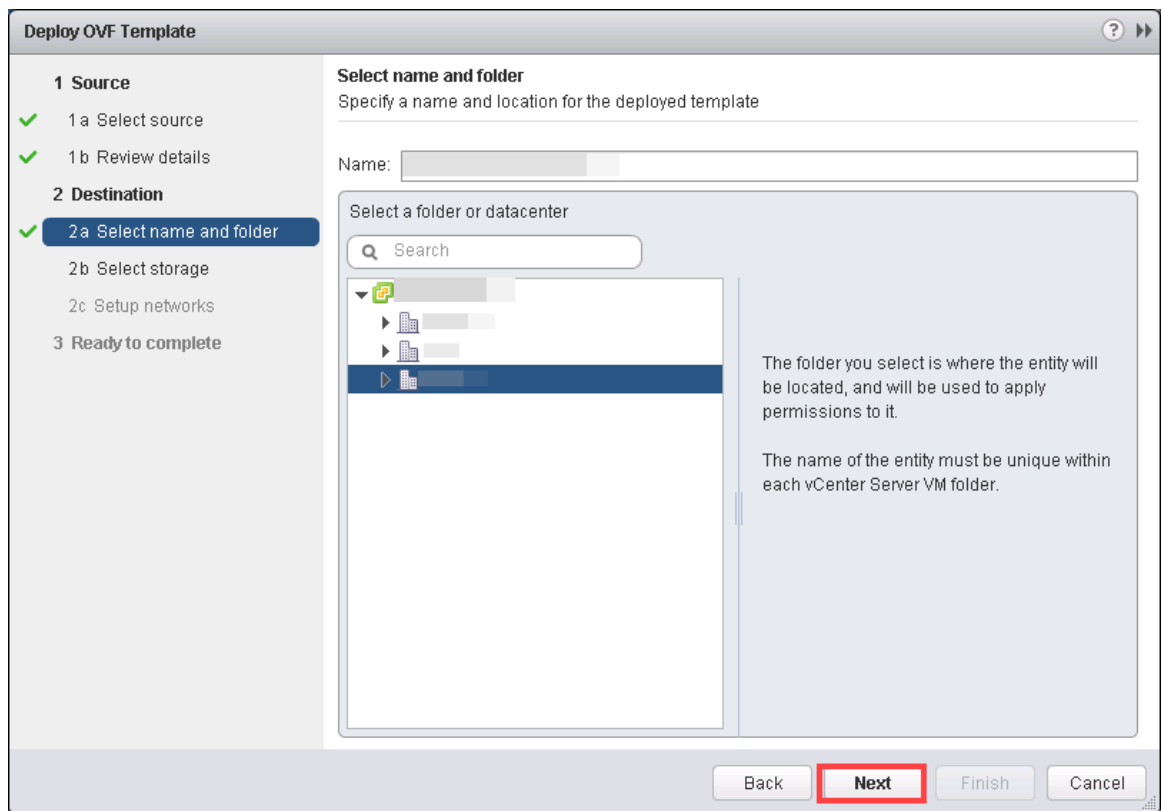 Deploy OVF Template
1 Source
1a Select source
1b Review details
2 Destination
2a Select name and folder
2b Select storage
2c Setup networks
3 Ready to complete
Select name and folder
Specify a name and location for the deployed template
Name:
Select a folder or datacenter
Search
The folder you select is where the entity will
be located, and will be used to apply
permissions to it.
The name of the entity must be unique within
each vCenter Server VM folder.
Back
Next
Finish
Cancel